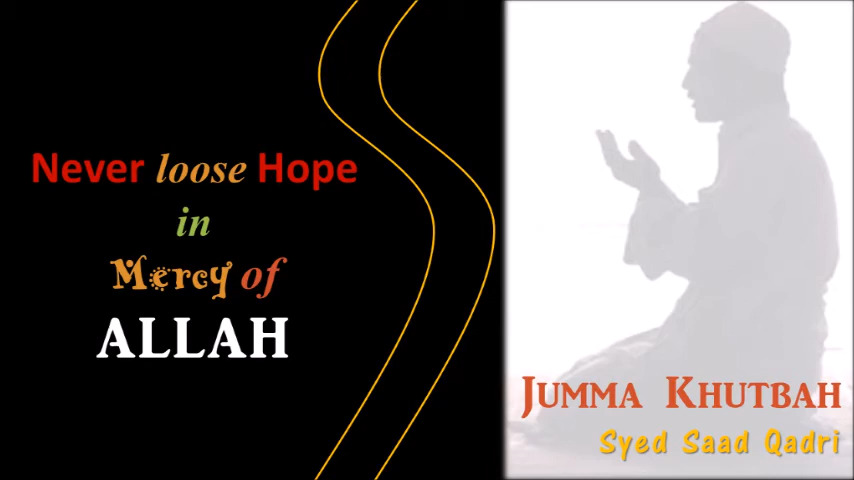 Never loose Hope
in
Mercy of
ALLAH
JUMMA KHUTBAH
Syed Saad Qadri